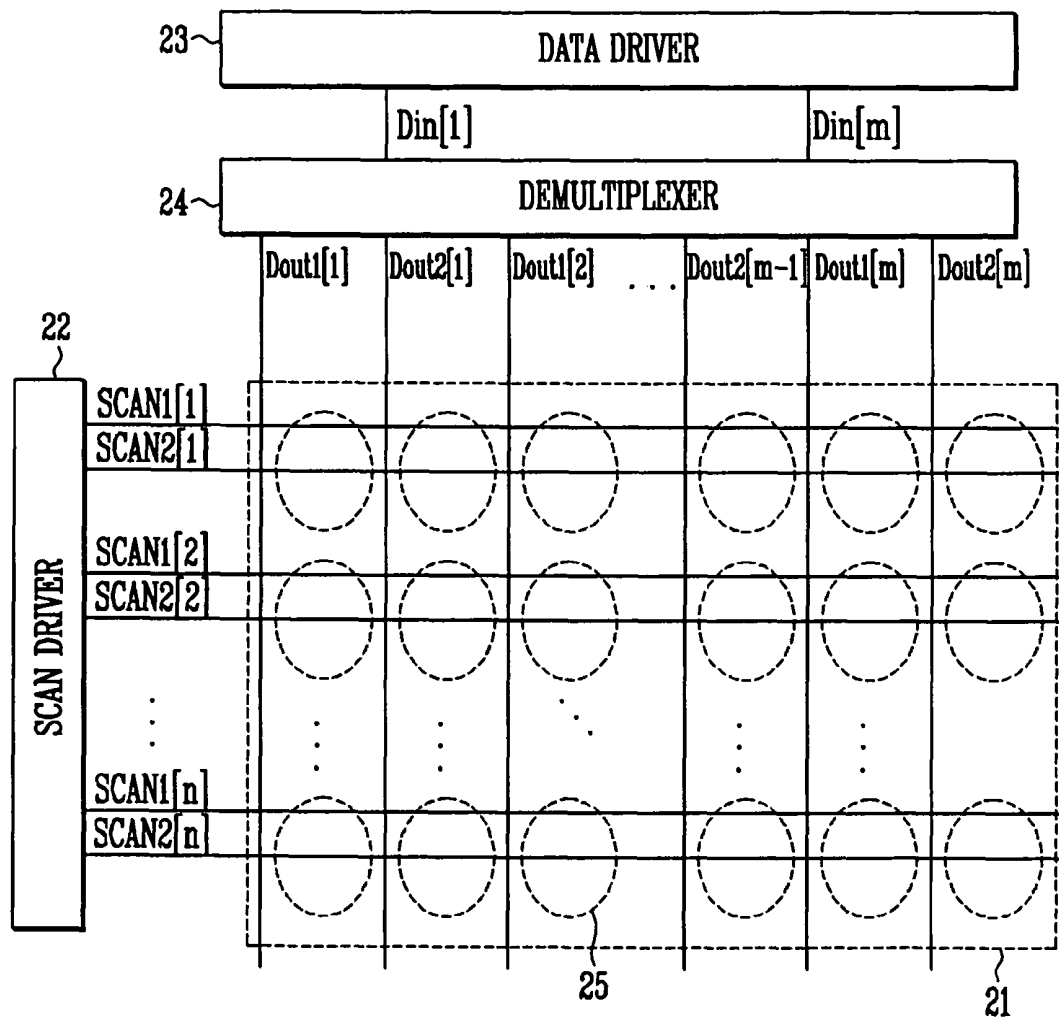 23
DATA DRIVER
Din[1]
Din[m]
24
DEMULTIPLEXER
Dout1[1]
Dout2[1]
Dout1[2]
. . .
Dout2[m-1]
Dout1[m]
Dout2[m]
22
SCAN DRIVER
SCAN1[1]
SCAN2[1]
SCAN1[2]
SCAN2[2]
SCAN1[n]
SCAN2[n]
25
21